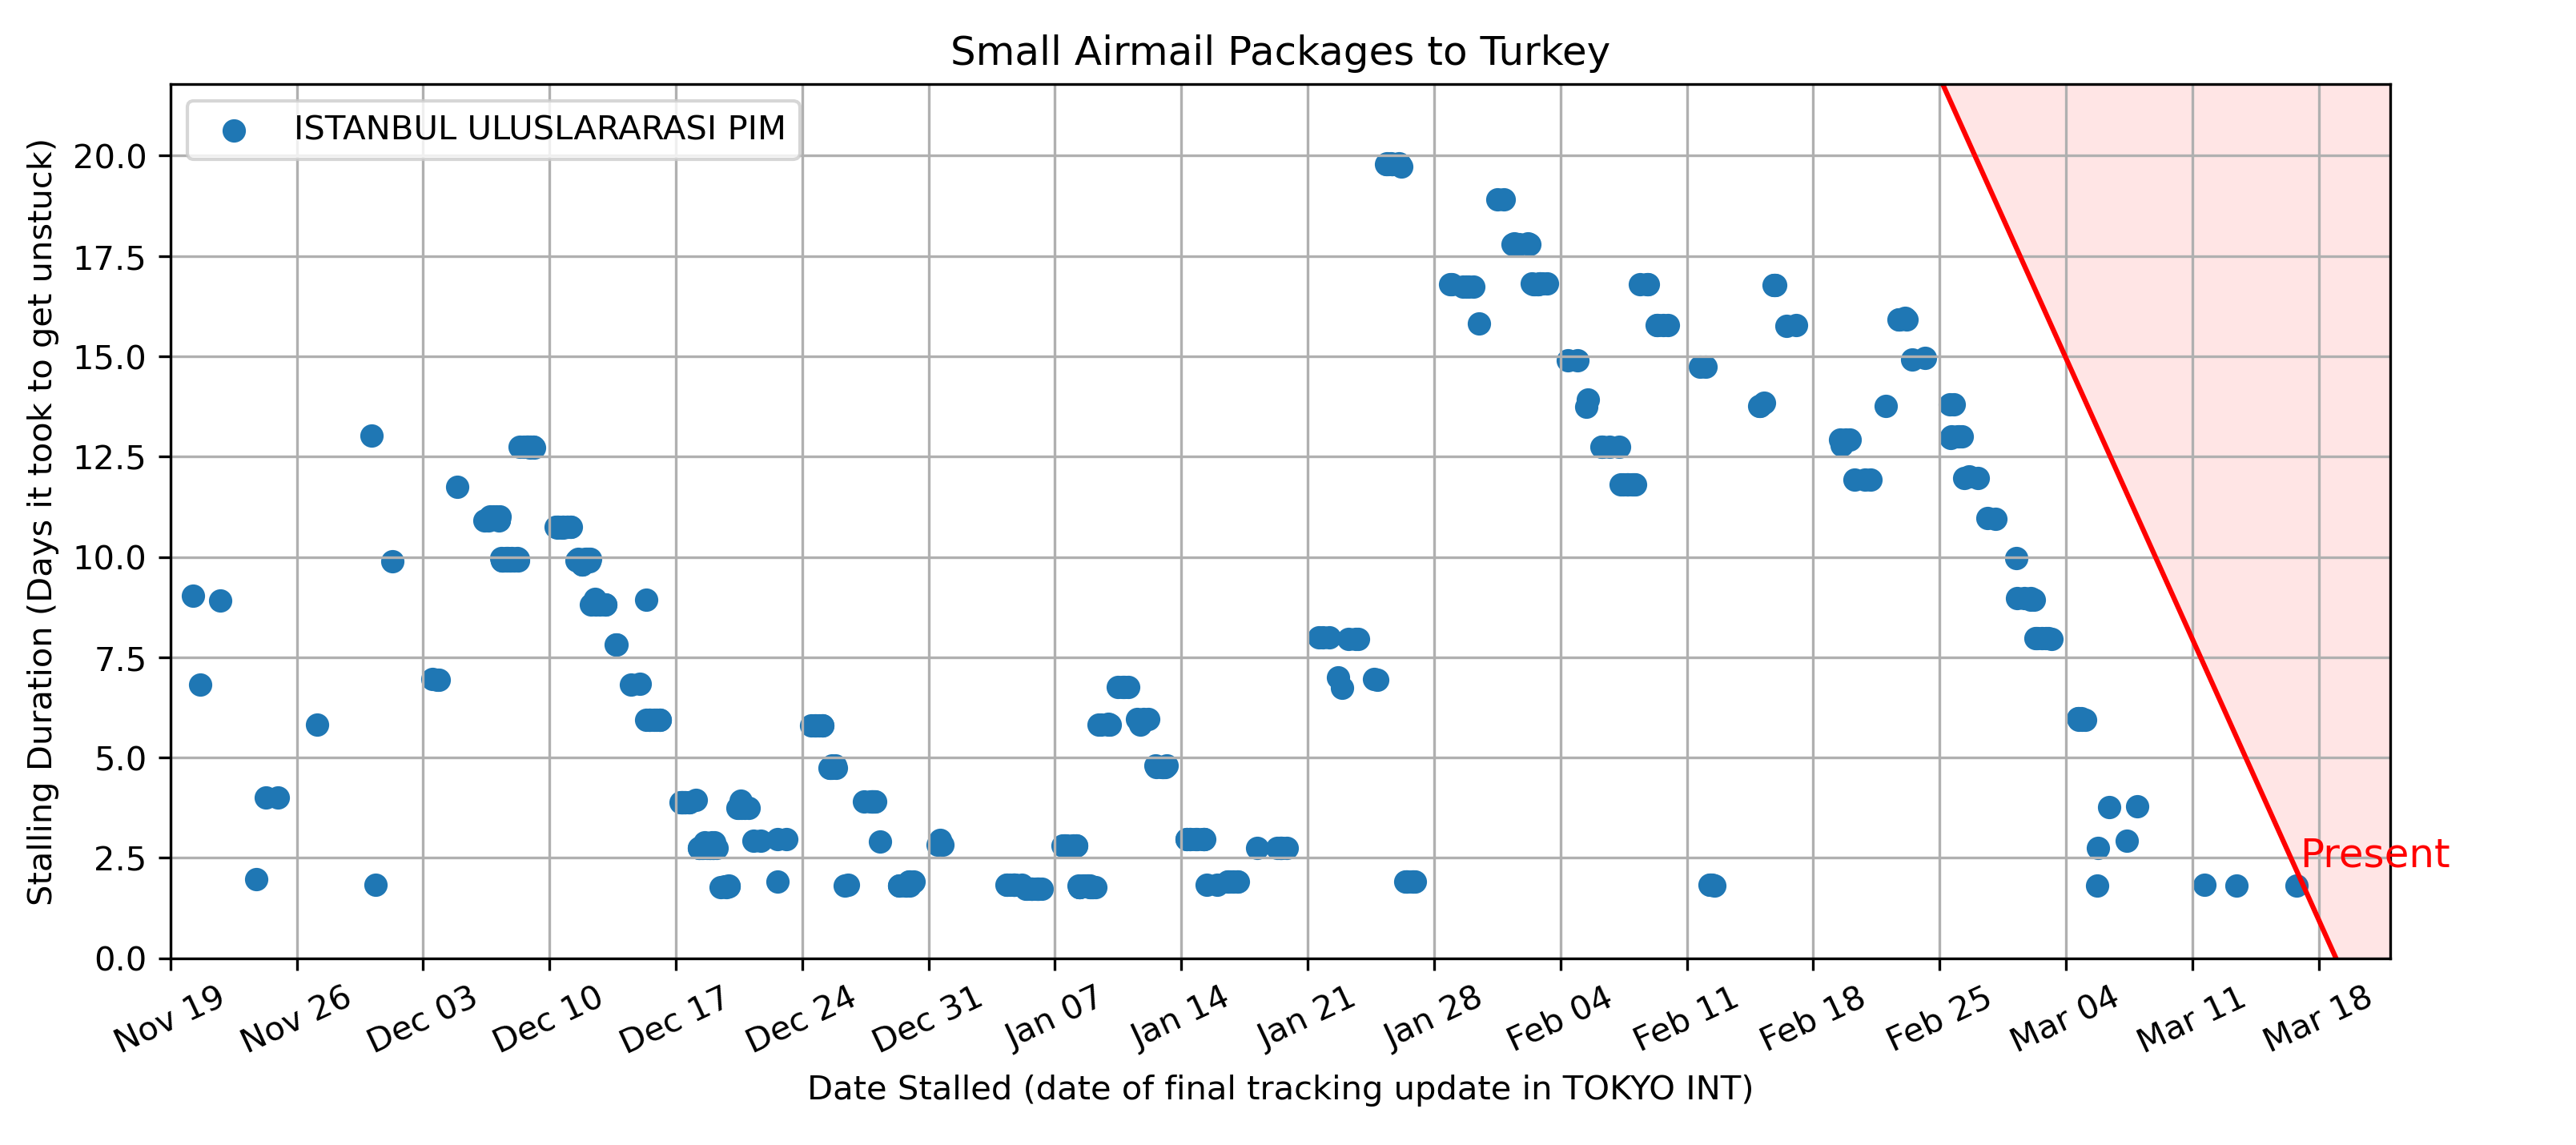 Small Airmail Packages to Turkey
ISTANBUL ULUSLARARASI PIM
Stalling Duration (Days it took to get unstuck)
20.0
17.5
15.0
12.5
10.0
7.5
5.0
2.5
0.0
Present
Nov 19
Nov 26
Dec 03
Dec 10
Dec 17
Dec 24
Dec 31
Jan 07
Jan 14
Jan 21
Jan 28
Feb 04
Feb 11
Feb 18
Feb 25
Mar 04
Mar 11
Mar 18
Date Stalled (date of final tracking update in TOKYO INT)